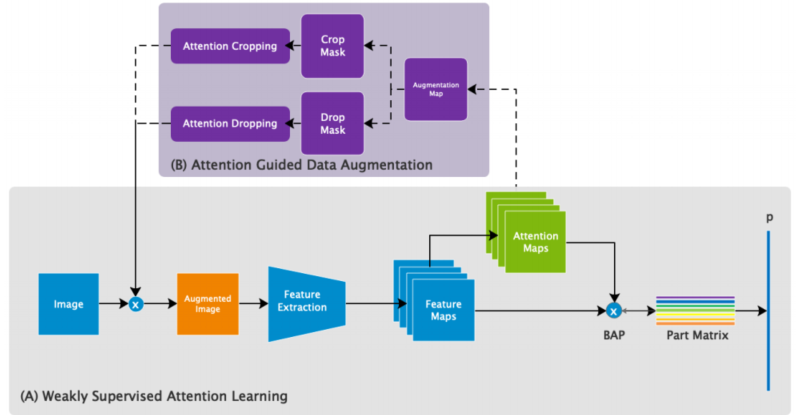 Attention Cropping
Crop
Mask
Augmentation
Map
Attention Dropping
Drop
Mask
(B) Attention Guided Data Augmentation
p
Attention
Maps
Image
x
Augmented
Image
Feature
Extraction
Feature
Maps
x
BAP
Part Matrix
(A) Weakly Supervised Attention Learning